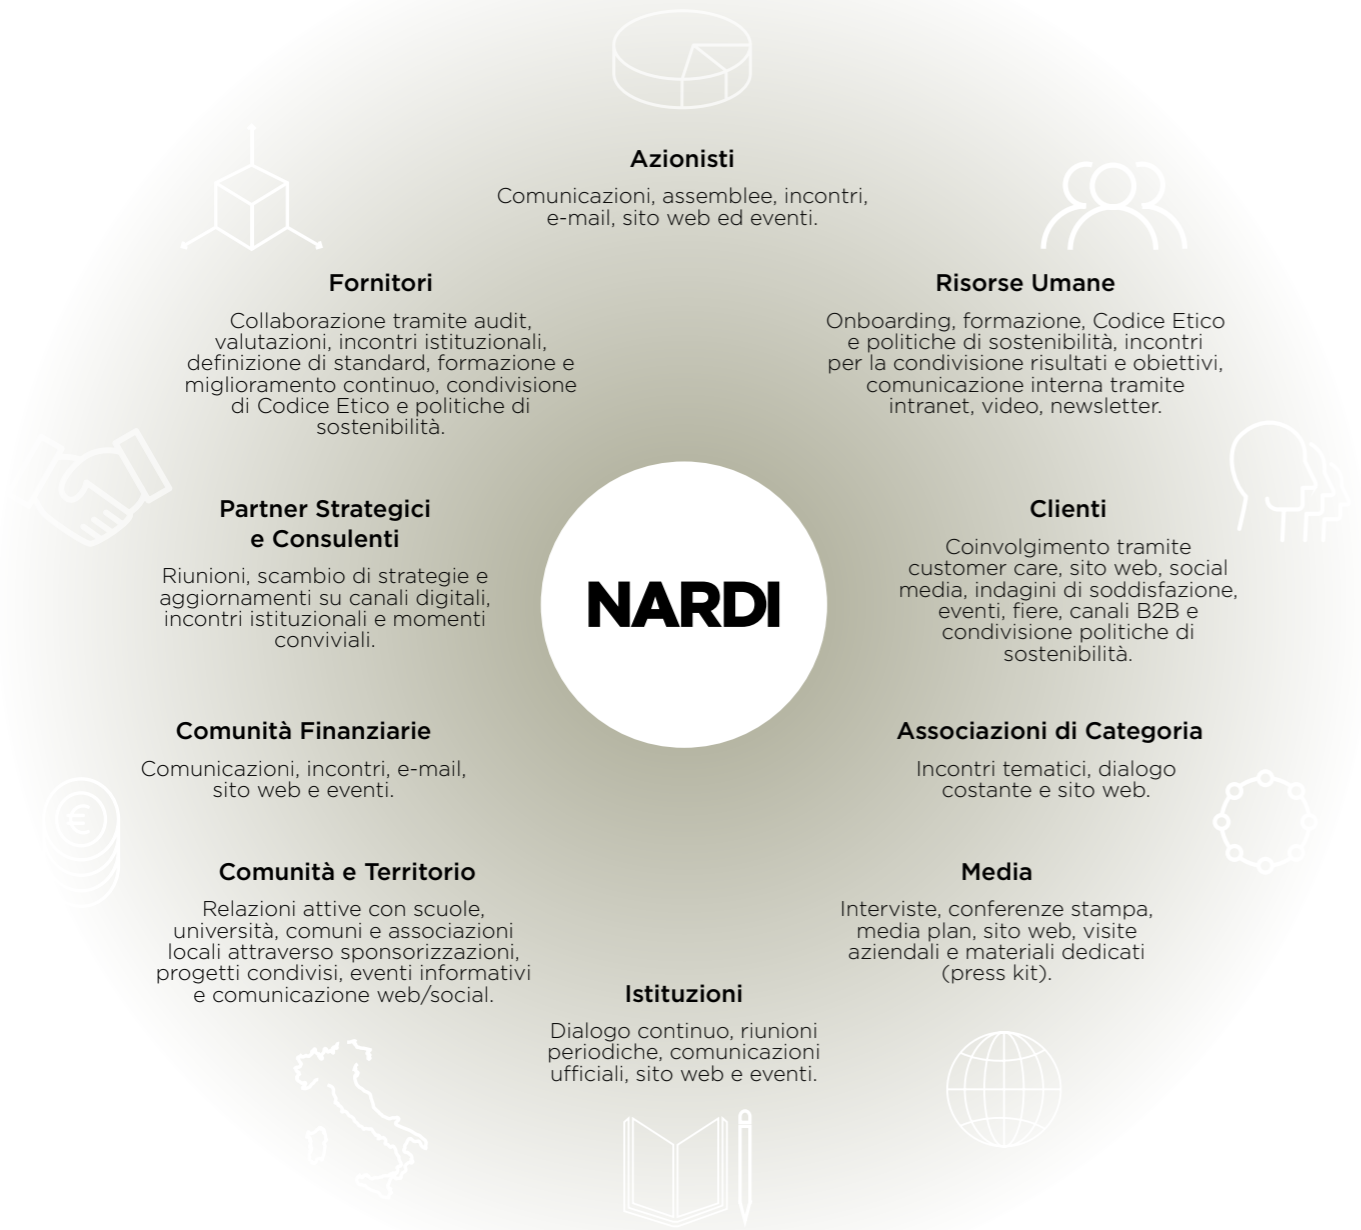 Azionisti
Comunicazioni, assemblee, incontri,
e-mail, sito web ed eventi.
Fornitori
Collaborazione tramite audit,
valutazioni, incontri istituzionali,
definizione di standard, formazione e
miglioramento continuo, condivisione
di Codice Etico e politiche di
sostenibilità.
Risorse Umane
Onboarding, formazione, Codice Etico
e politiche di sostenibilità, incontri
per la condivisione risultati e obiettivi,
comunicazione interna tramite
intranet, video, newsletter.
Partner Strategici
e Consulenti
Riunioni, scambio di strategie e
aggiornamenti su canali digitali,
incontri istituzionali e momenti
conviviali.
NARDI
Clienti
Coinvolgimento tramite
customer care, sito web, social
media, indagini di soddisfazione,
eventi, fiere, canali B2B e
condivisione politiche di
sostenibilità.
Comunità Finanziarie
Comunicazioni, incontri, e-mail,
sito web e eventi.
Associazioni di Categoria
Incontri tematici, dialogo
costante e sito web.
€
Comunità e Territorio
Relazioni attive con scuole,
università, comuni e associazioni
locali attraverso sponsorizzazioni,
progetti condivisi, eventi informativi
e comunicazione web/social.
Media
Interviste, conferenze stampa,
media plan, sito web, visite
aziendali e materiali dedicati
(press kit).
Istituzioni
Dialogo continuo, riunioni
periodiche, comunicazioni
ufficiali, sito web e eventi.